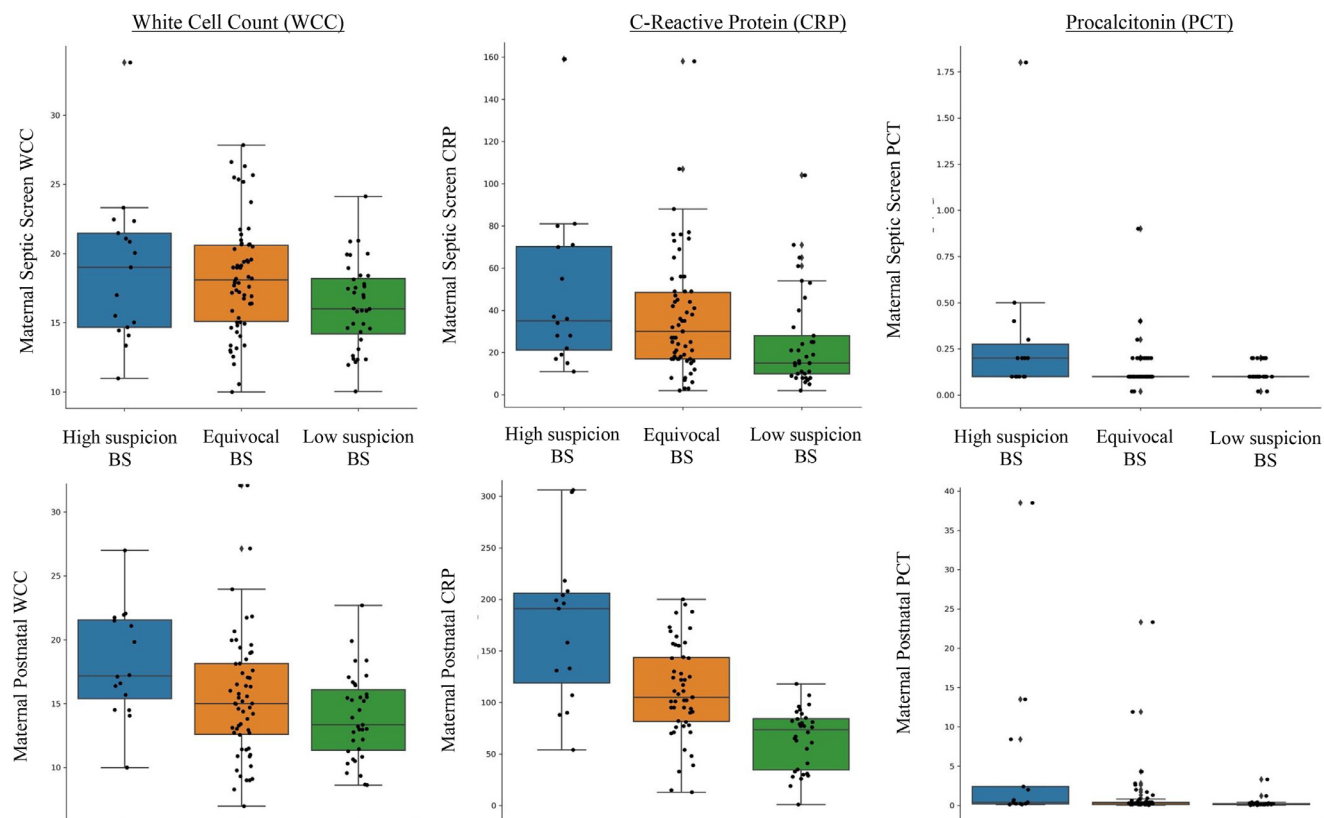 White Cell Count (WCC)
C-Reactive Protein (CRP)
Procalcitonin (PCT)
Maternal Septic Screen WCC
30
25
20
15
10
Maternal Septic Screen CRP
160
140
120
100
80
60
40
20
0
Maternal Septic Screen PCT
1.75
1.50
1.25
1.00
0.75
0.50
0.25
0.00
High suspicion BS
Equivocal BS
Low suspicion BS
High suspicion BS
Equivocal BS
Low suspicion BS
High suspicion BS
Equivocal BS
Low suspicion BS
Maternal Postnatal WCC
30
25
20
15
10
Maternal Postnatal CRP
300
250
200
150
100
50
0
Maternal Postnatal PCT
40
35
30
25
20
15
10
5
0